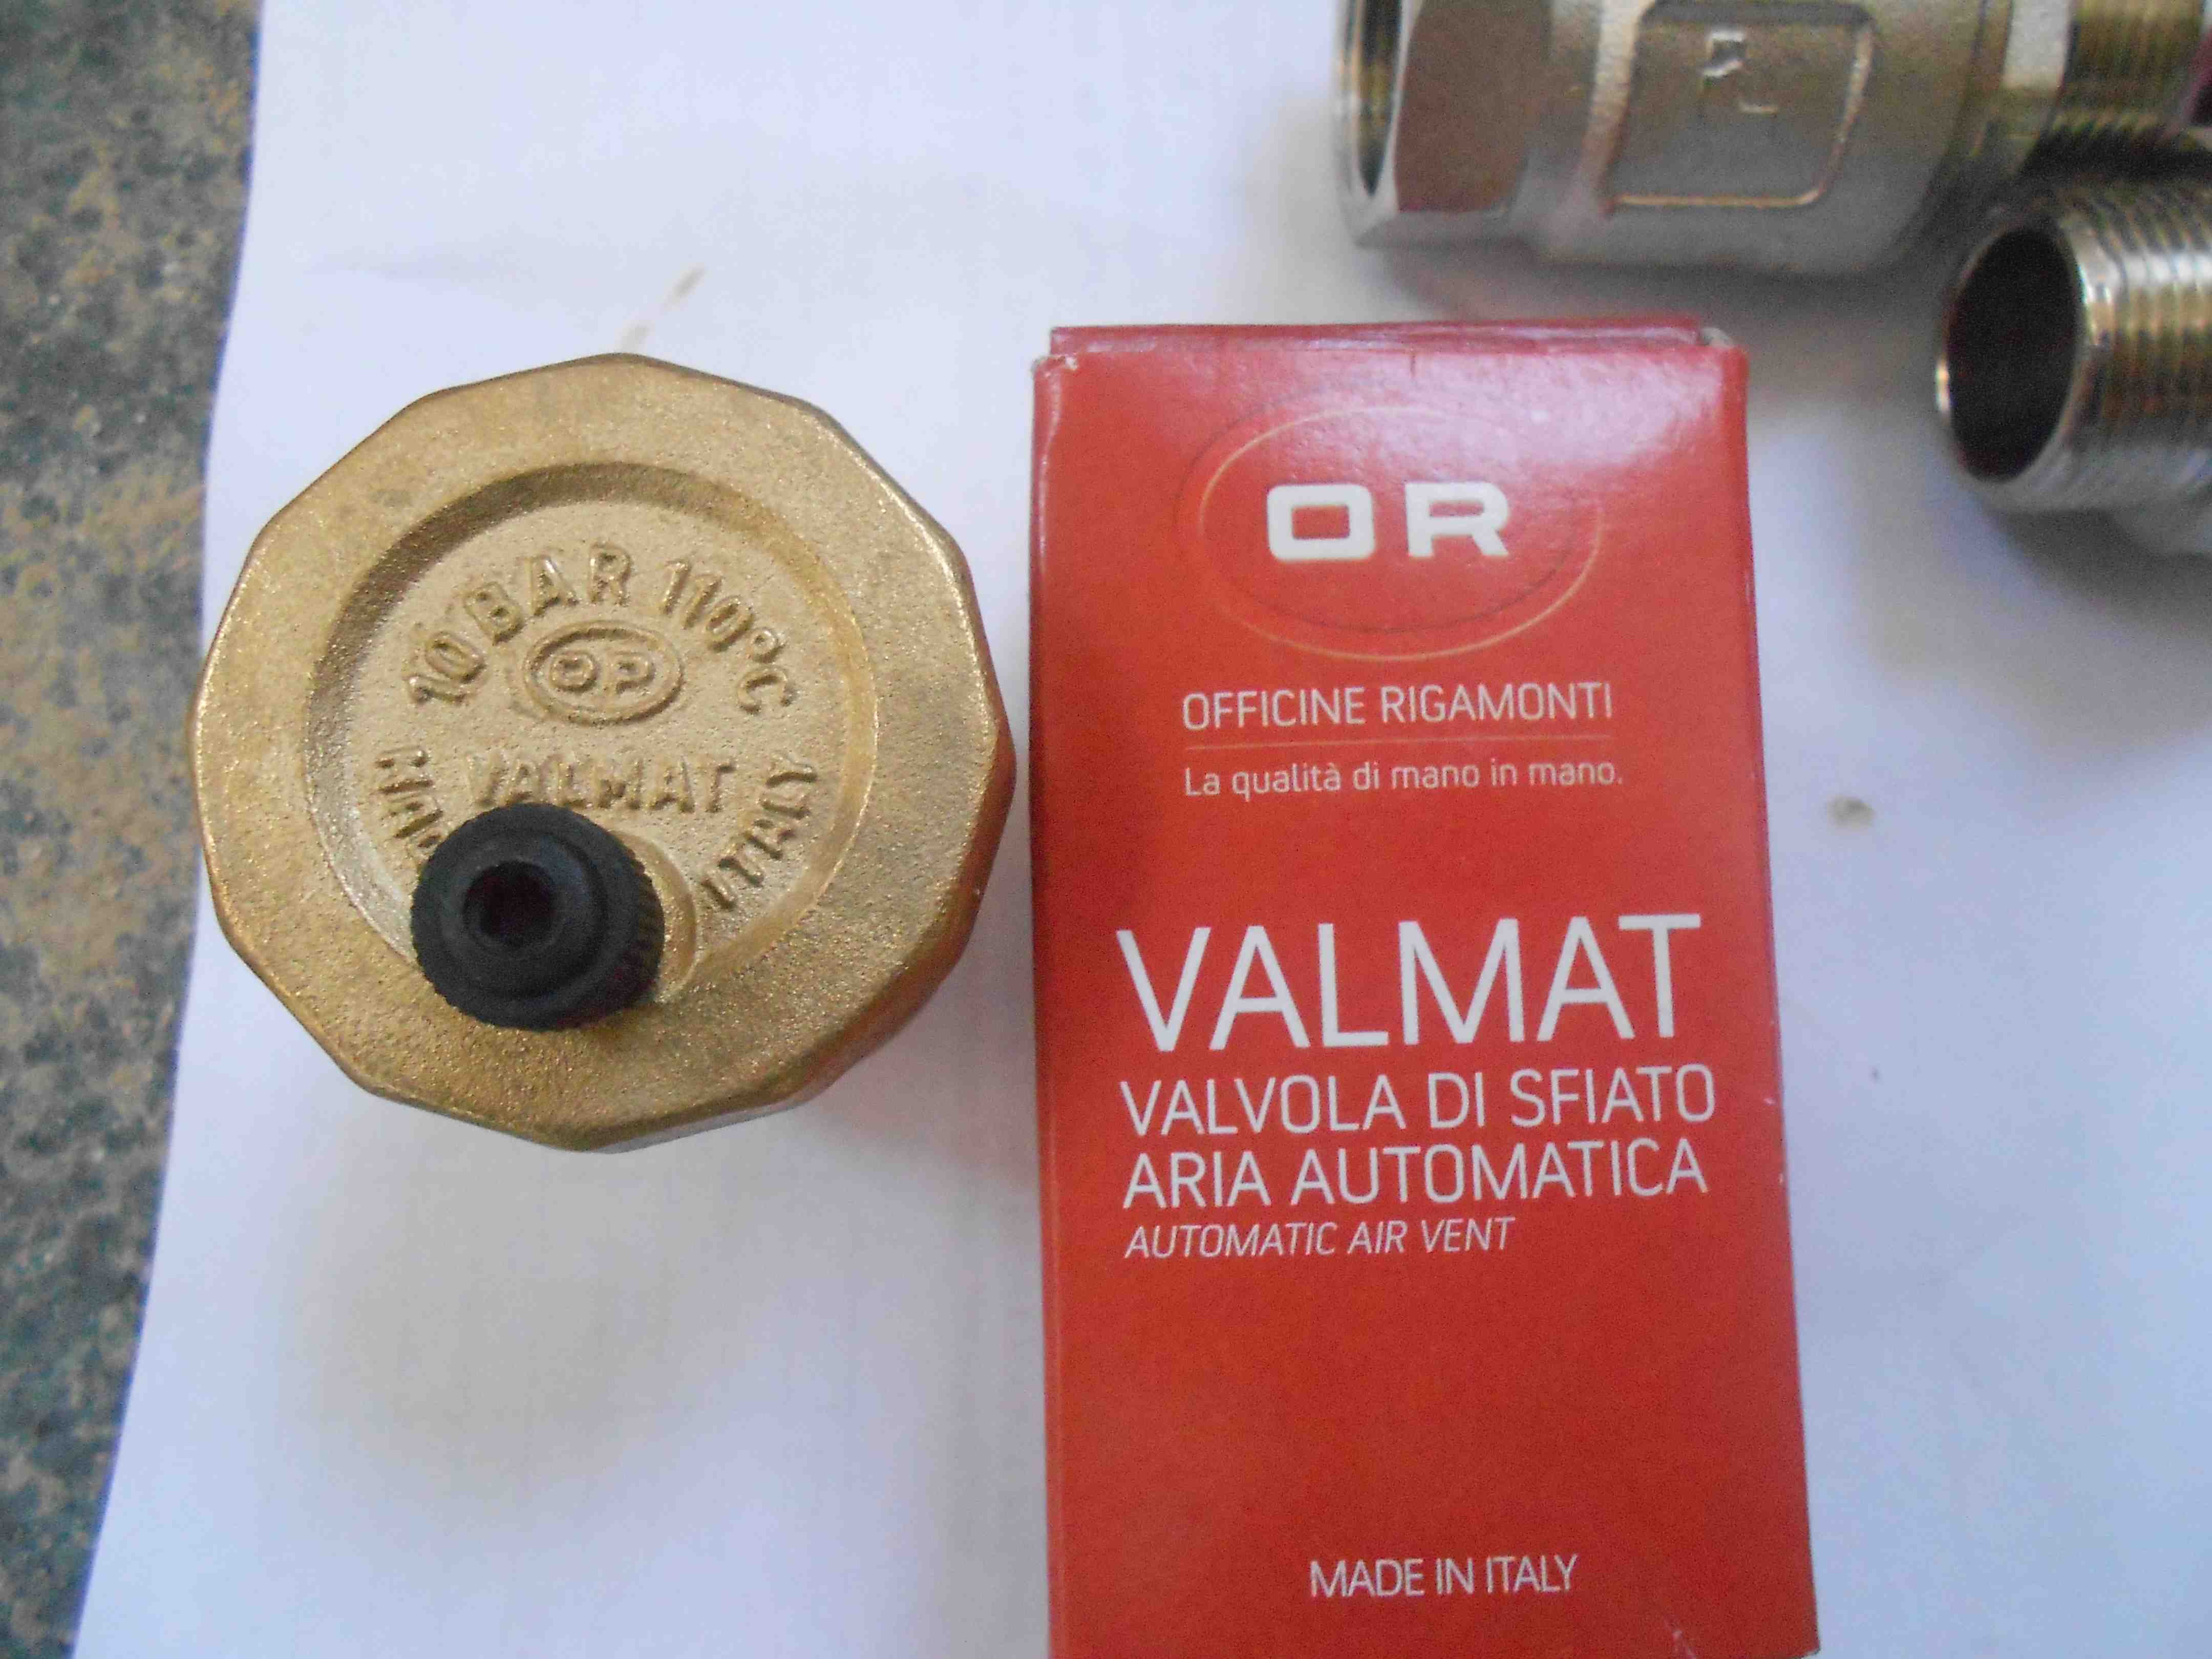 10 BAR 110°C
OR
VALMAT
ITALY
OR
OFFICINE RIGAMONTI
La qualità di mano in mano.
VALMAT
VALVOLA DI SFIATO
ARIA AUTOMATICA
AUTOMATIC AIR VENT
MADE IN ITALY